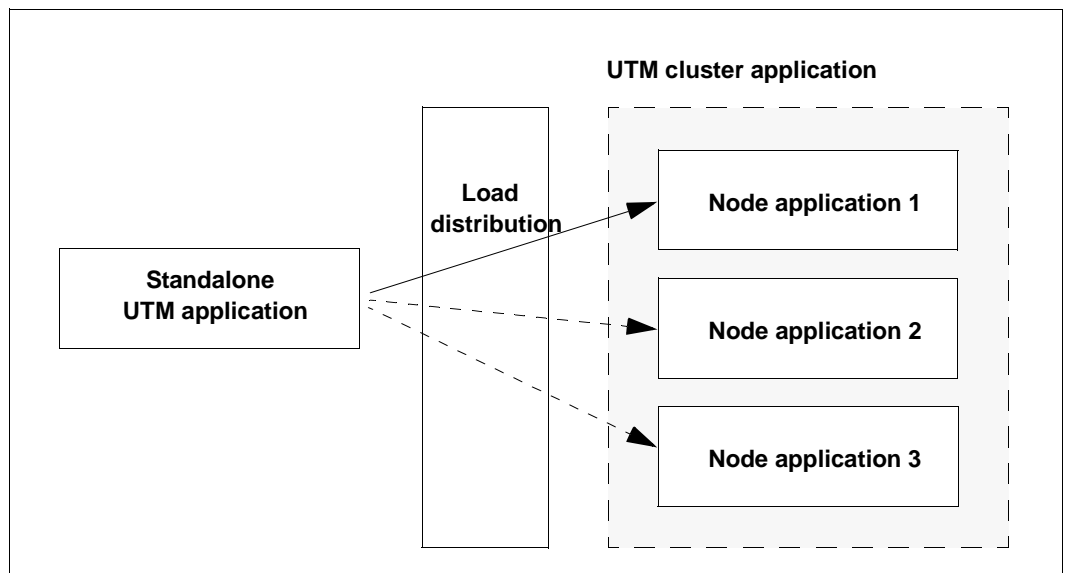 UTM cluster application
Load
distribution
Standalone
UTM application
Node application 1
Node application 2
Node application 3